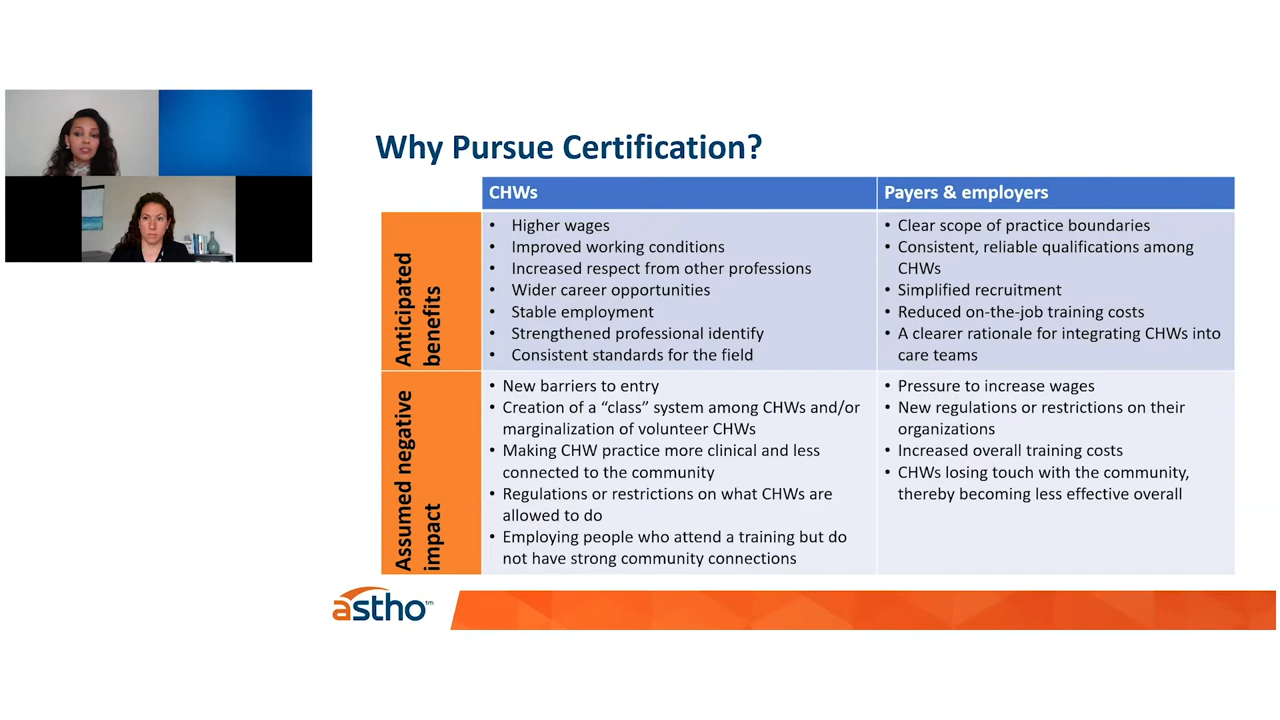 Why Pursue Certification?
CHWs
Payers & employers
Anticipated
benefits
• Higher wages
• Improved working conditions
• Increased respect from other professions
• Wider career opportunities
• Stable employment
• Strengthened professional identify
• Consistent standards for the field
• Clear scope of practice boundaries
• Consistent, reliable qualifications among
CHWs
• Simplified recruitment
• Reduced on-the-job training costs
• A clearer rationale for integrating CHWs into
care teams
Assumed negative
impact
• New barriers to entry
• Creation of a “class” system among CHWs and/or
marginalization of volunteer CHWs
• Making CHW practice more clinical and less
connected to the community
• Regulations or restrictions on what CHWs are
allowed to do
• Employing people who attend a training but do
not have strong community connections
• Pressure to increase wages
• New regulations or restrictions on their
organizations
• Increased overall training costs
• CHWs losing touch with the community,
thereby becoming less effective overall
astho™